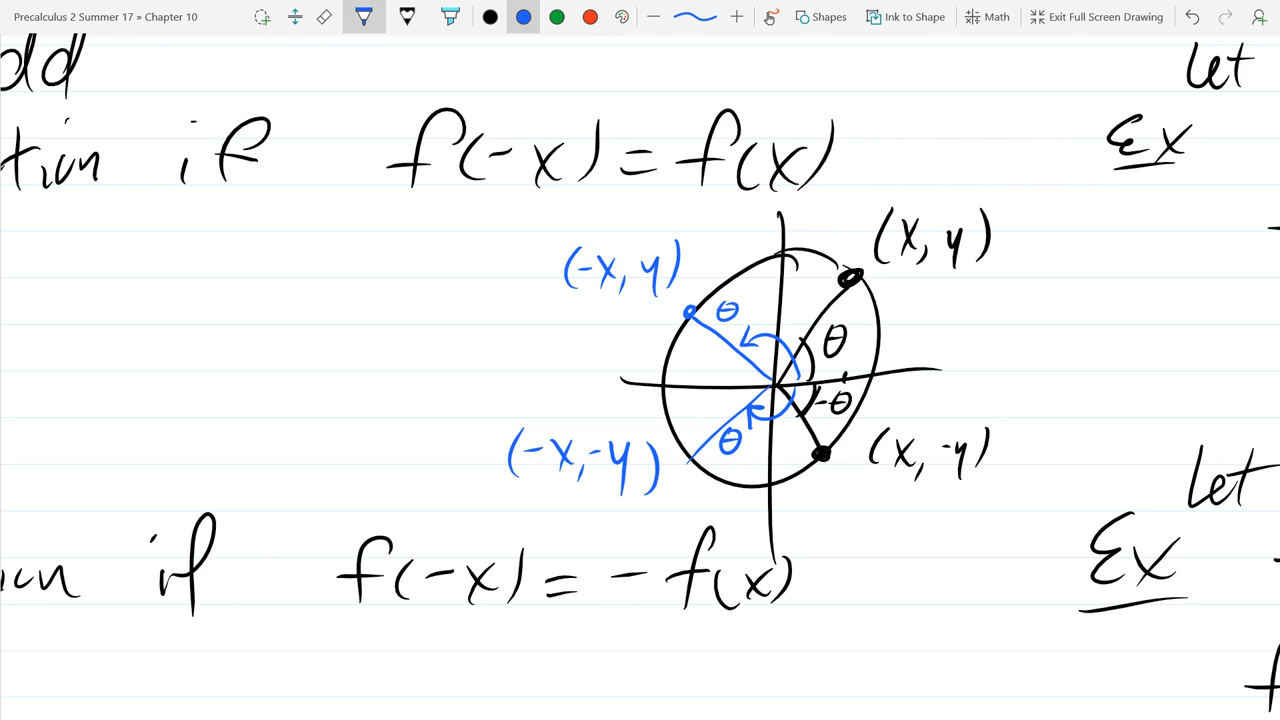 Precalculus 2 Summer 17 » Chapter 10
Shapes
Ink to Shape
Math
Exit Full Screen Drawing
dd
Let
tion if f(-x) = f(x)
Ex
(x, y)
(-x, y)
θ
θ
-θ
θ
(-x, -y)
(x, -y)
Let
if f(-x) = - f(x)
Ex
f